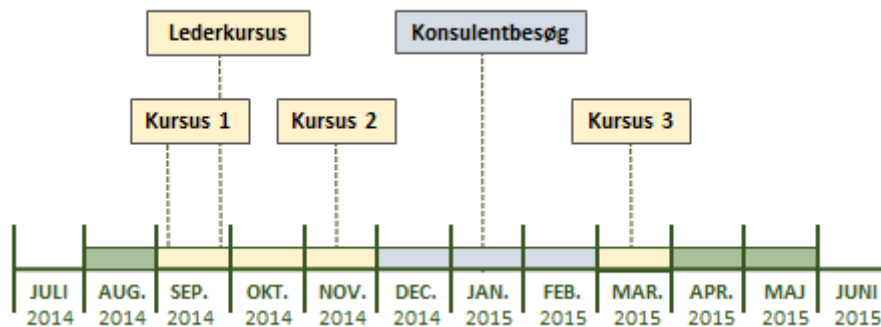 Lederkursus
Konsulentbesøg
Kursus 1
Kursus 2
Kursus 3
JULI AUG. SEP. OKT. NOV. DEC. JAN. FEB. MAR. APR. MAJ JUNI
2014 2014 2014 2014 2014 2014 2015 2015 2015 2015 2015 2015